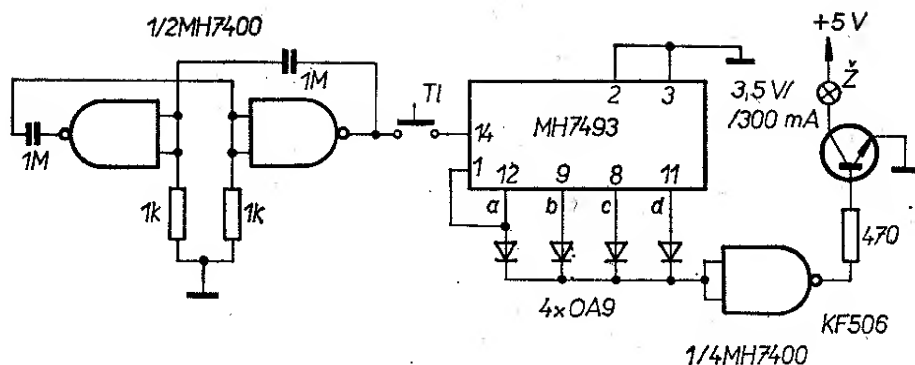 1/2MH7400
1M
1M
1k
1k
Tl
14
1
2
3
MH7493
12
9
8
11
a
b
c
d
4×OA9
1/4MH7400
+5 V
Ž
3,5 V/
/300 mA
470
KF506